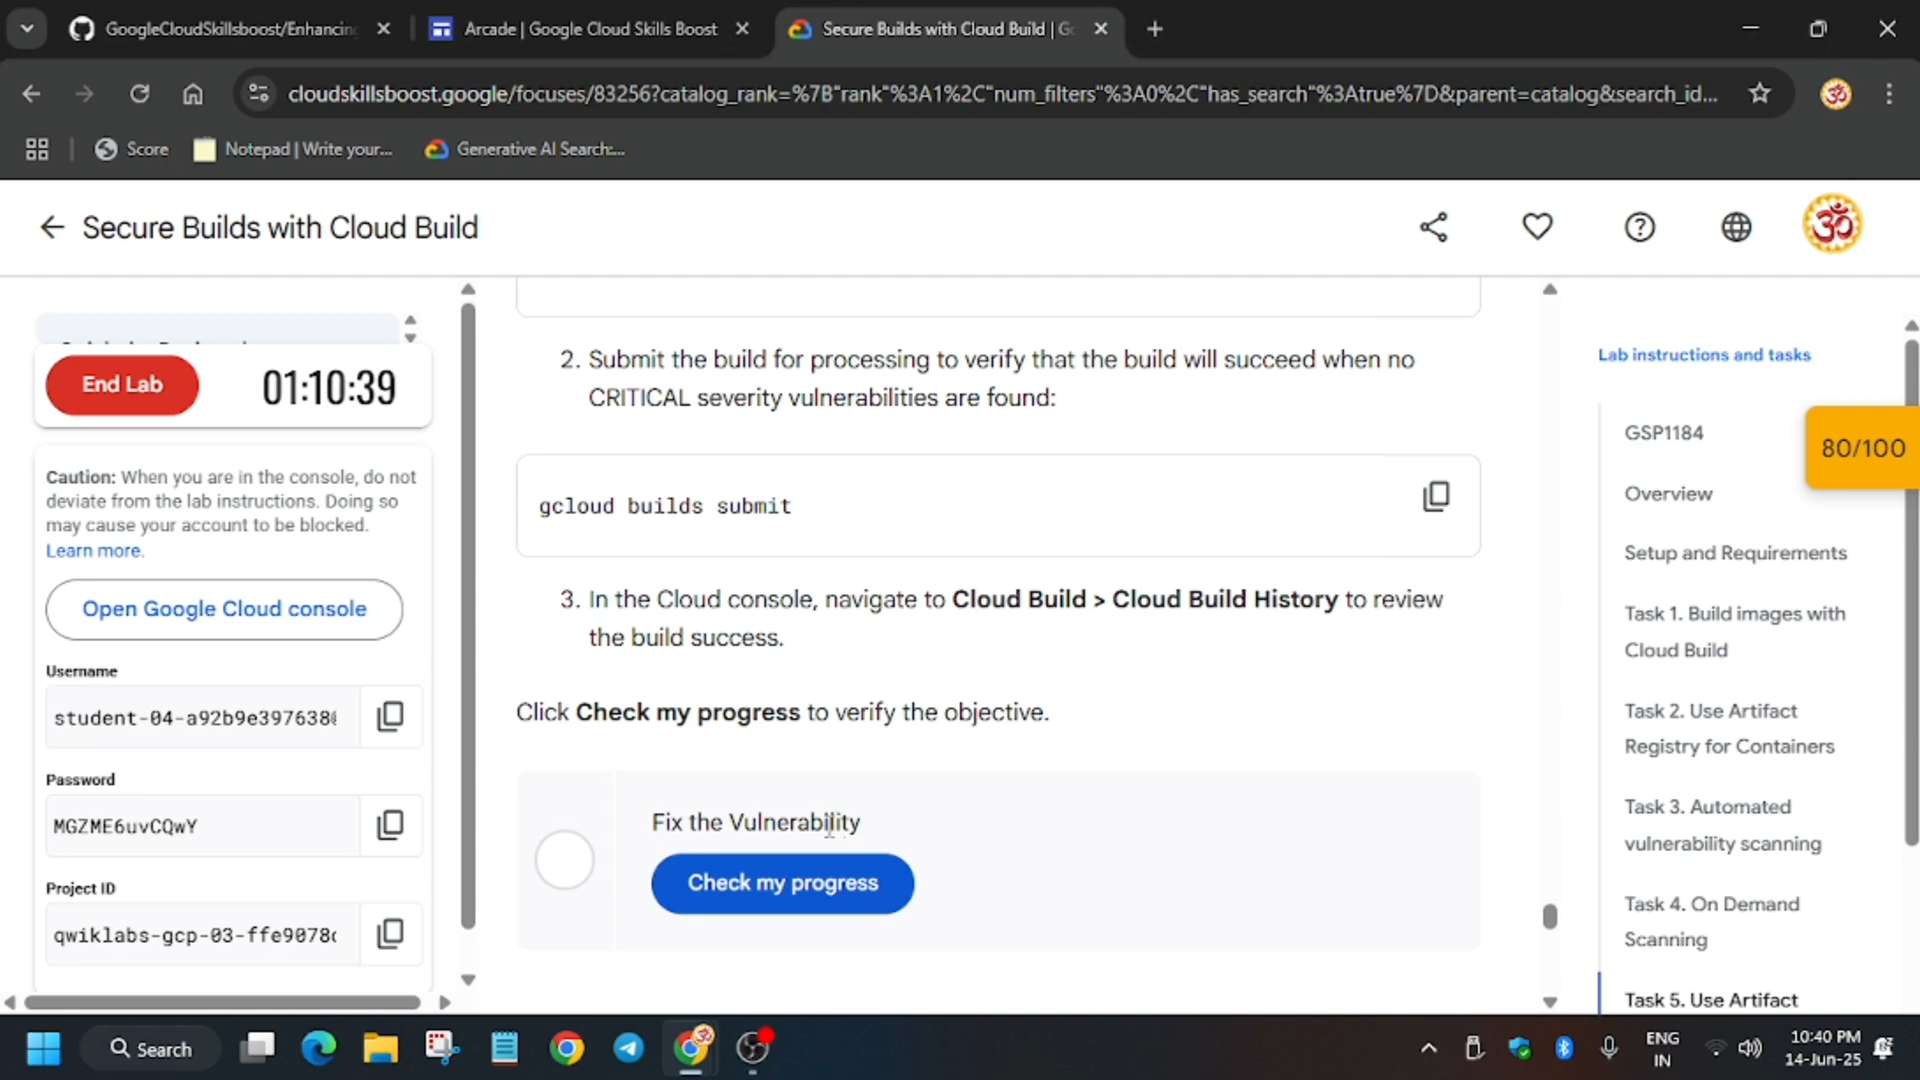 GoogleCloudSkillsboost/Enhancing
Arcade | Google Cloud Skills Boost
Secure Builds with Cloud Build | Go
cloudskillsboost.google/focuses/83256?catalog_rank=%7B"rank"%3A1%2C"num_filters"%3A0%2C"has_search"%3Atrue%7D&parent=catalog&search_id...
Score
Notepad | Write your...
Generative AI Search:...
Secure Builds with Cloud Build
End Lab
01:10:39
Caution: When you are in the console, do not
deviate from the lab instructions. Doing so
may cause your account to be blocked.
Learn more.
Open Google Cloud console
Username
student-04-a92b9e397638
Password
MGZME6uvCQwY
Project ID
qwiklabs-gcp-03-ffe9078
2. Submit the build for processing to verify that the build will succeed when no
CRITICAL severity vulnerabilities are found:
gcloud builds submit
3. In the Cloud console, navigate to Cloud Build > Cloud Build History to review
the build success.
Click Check my progress to verify the objective.
Fix the Vulnerability
Check my progress
Lab instructions and tasks
GSP1184
80/100
Overview
Setup and Requirements
Task 1. Build images with
Cloud Build
Task 2. Use Artifact
Registry for Containers
Task 3. Automated
vulnerability scanning
Task 4. On Demand
Scanning
Task 5. Use Artifact
Search
ENG
IN
10:40 PM
14-Jun-25